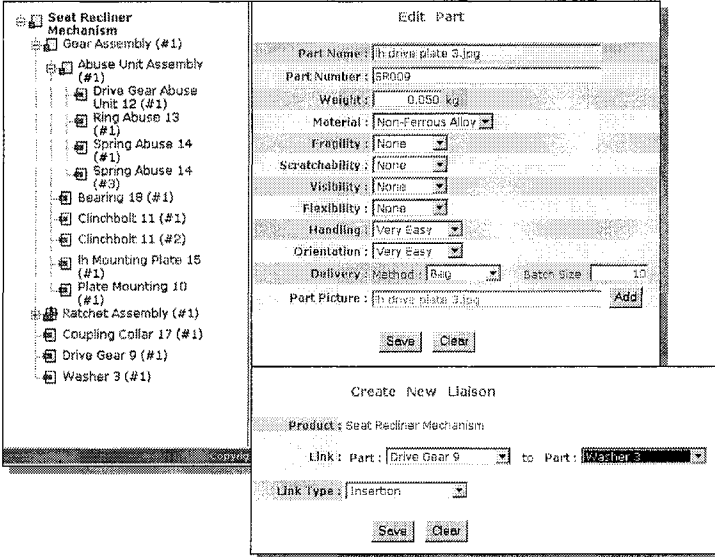 Seat Recliner
Mechanism
Gear Assembly (#1)
Abuse Unit Assembly
(#1)
Drive Gear Abuse
Unit 12 (#1)
Ring Abuse 13
(#1)
Spring Abuse 14
(#1)
Spring Abuse 14
(#3)
Bearing 18 (#1)
Clinchbolt 11 (#1)
Clinchbolt 11 (#2)
lh Mounting Plate 15
(#1)
Plate Mounting 10
(#1)
Ratchet Assembly (#1)
Coupling Collar 17 (#1)
Drive Gear 9 (#1)
Washer 3 (#1)
Copyrig
Edit Part
Part Name : lh drive plate 3.jpg
Part Number : SR009
Weight : 0.050 kg
Material : Non-Ferrous Alloy
Fragility : None
Scratchability : None
Visibility : None
Flexibility : None
Handling : Very Easy
Orientation : Very Easy
Delivery : Method : Bag Batch Size 10
Part Picture : lh drive plate 3.jpg Add
Save Clear
Create New Liaison
Product : Seat Recliner Mechanism
Link : Part : Drive Gear 9 to Part : Washer 3
Link Type : Insertion
Save Clear